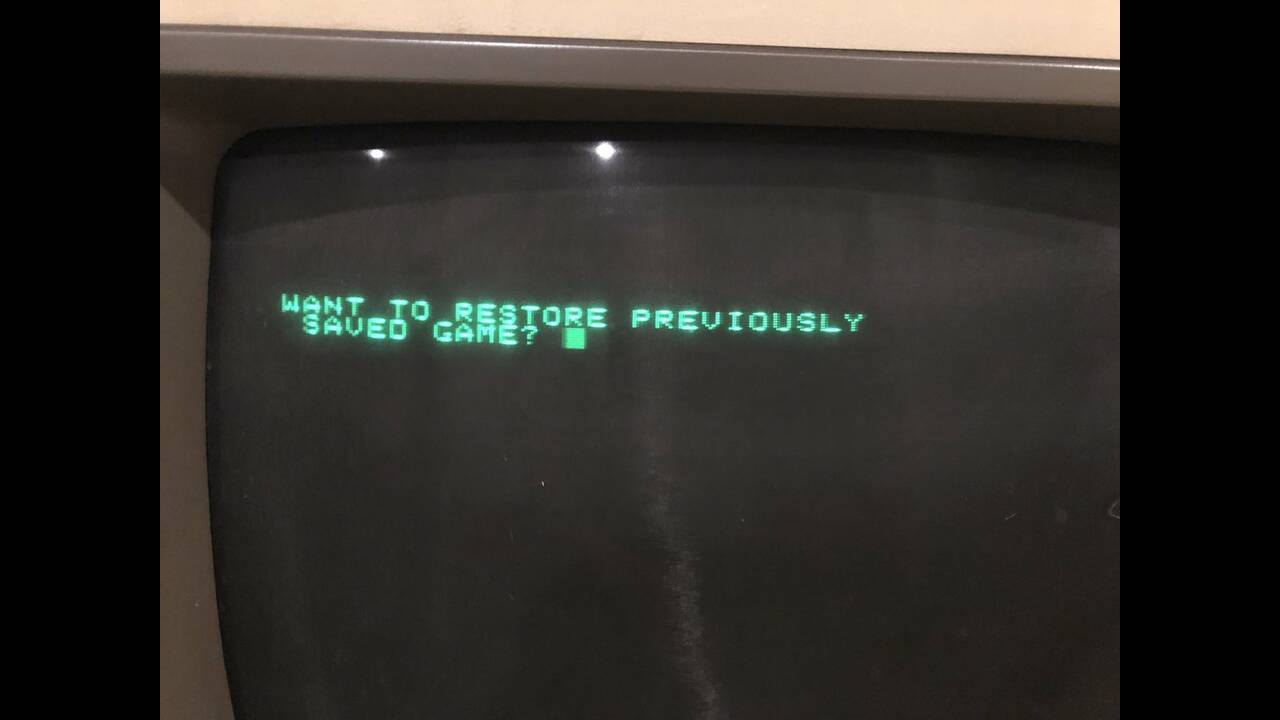 WANT TO RESTORE PREVIOUSLY
SAVED GAME?